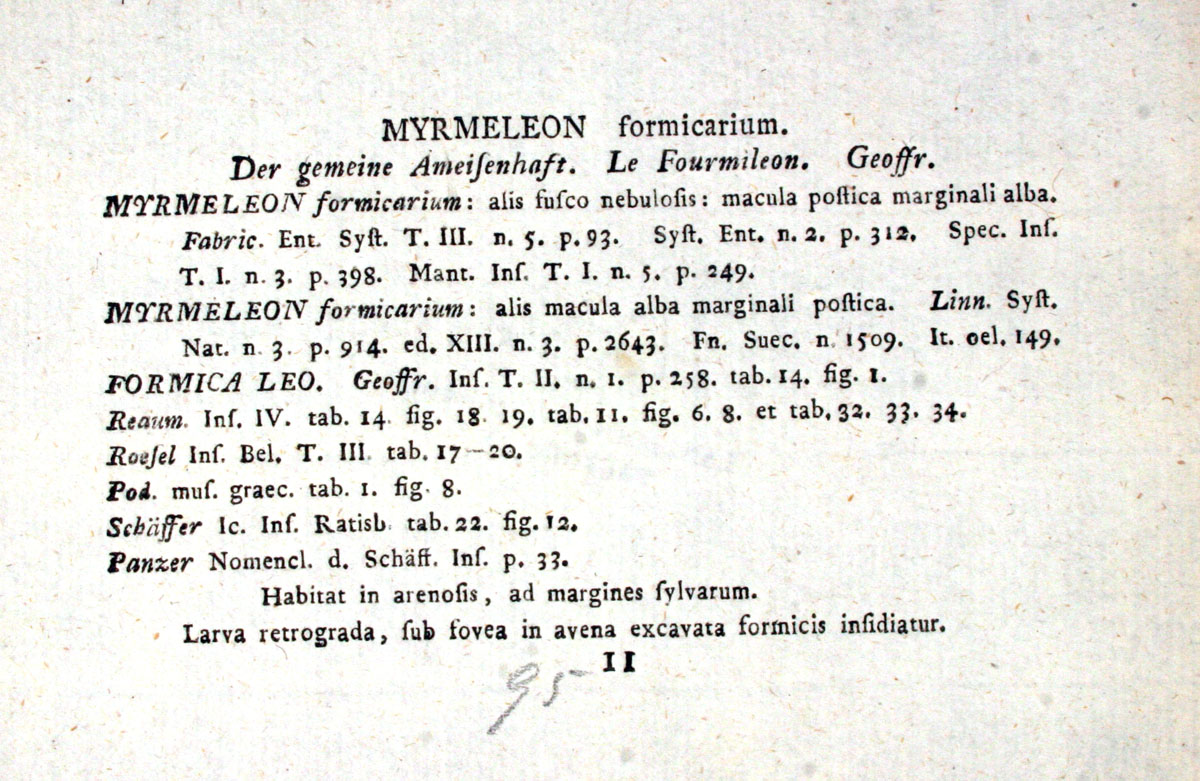 MYRMELEON formicarium.
Der gemeine Ameiſenhaft. Le Fourmileon. Geoffr.
MYRMELEON formicarium: alis fuſco nebuloſis: macula poſtica marginali alba.
Fabric. Ent. Syſt. T. III. n. 5. p. 93. Syſt. Ent. n. 2. p. 312. Spec. Inſ.
T. I. n. 3. p. 398. Mant. Inſ. T. I. n. 5. p. 249.
MYRMELEON formicarium: alis macula alba marginali poſtica. Linn. Syſt.
Nat. n. 3. p. 914. ed. XIII. n. 3. p. 2643. Fn. Suec. n. 1509. It. oel. 149.
FORMICA LEO. Geoffr. Inſ. T. II. n. 1. p. 258. tab. 14. fig. 1.
Reaum. Inſ. IV. tab. 14. fig. 18. 19. tab. 11. fig. 6. 8. et tab. 32. 33. 34.
Roeſel Inſ. Bel. T. III. tab. 17—20.
Pod. muſ. graec. tab. 1. fig. 8.
Schäffer Ic. Inſ. Ratisb. tab. 22. fig. 12.
Panzer Nomencl. d. Schäff. Inſ. p. 33.
Habitat in arenoſis, ad margines ſylvarum.
Larva retrograda, ſub fovea in avena excavata formicis inſidiatur.
11
95